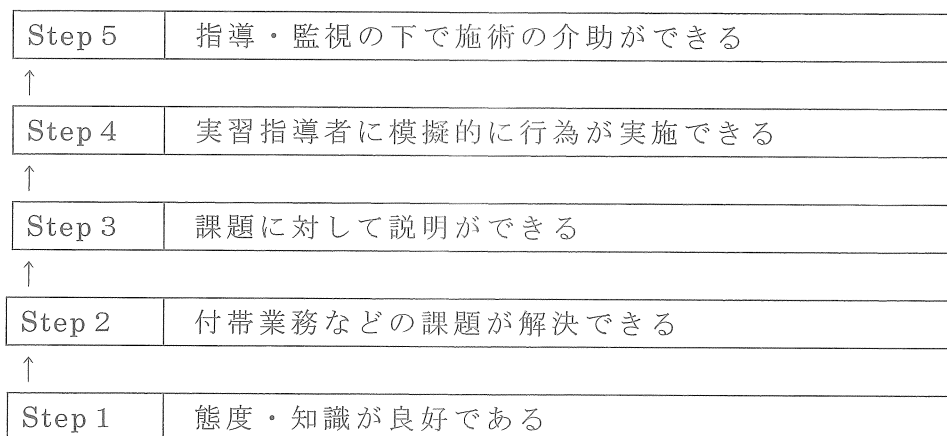 Step 5 指導・監視の下で施術の介助ができる
↑
Step 4 実習指導者に模擬的に行為が実施できる
↑
Step 3 課題に対して説明ができる
↑
Step 2 付帯業務などの課題が解決できる
↑
Step 1 態度・知識が良好である